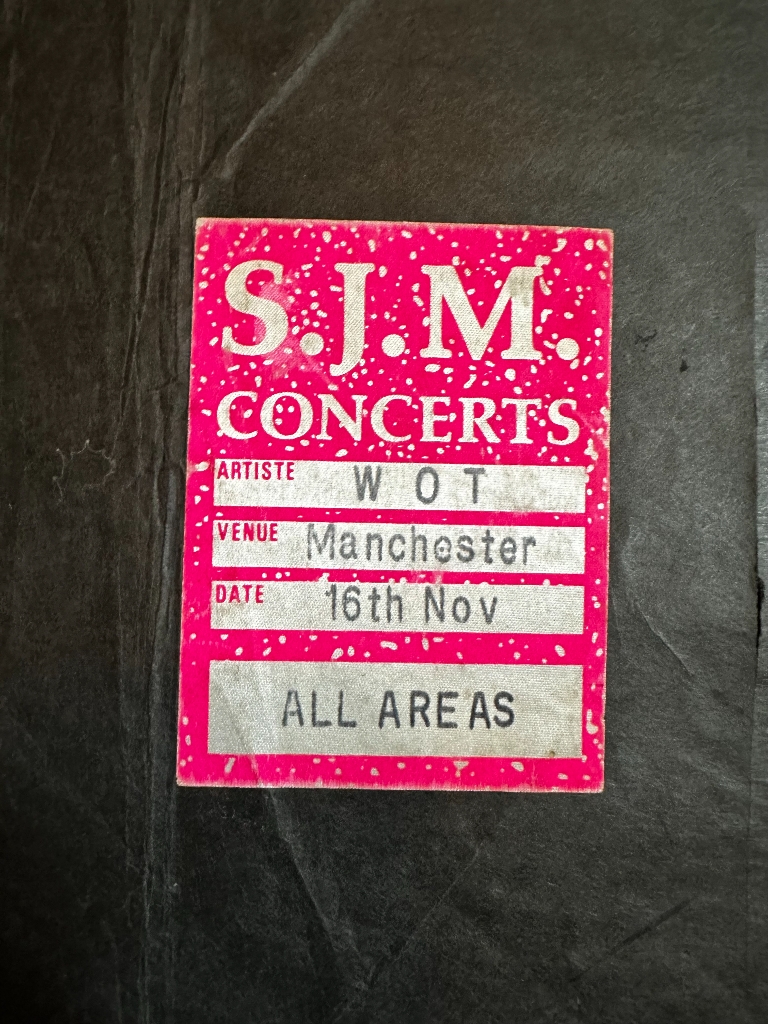 S.J.M.
CONCERTS
ARTISTE W O T
VENUE Manchester
DATE 16th Nov
ALL AREAS